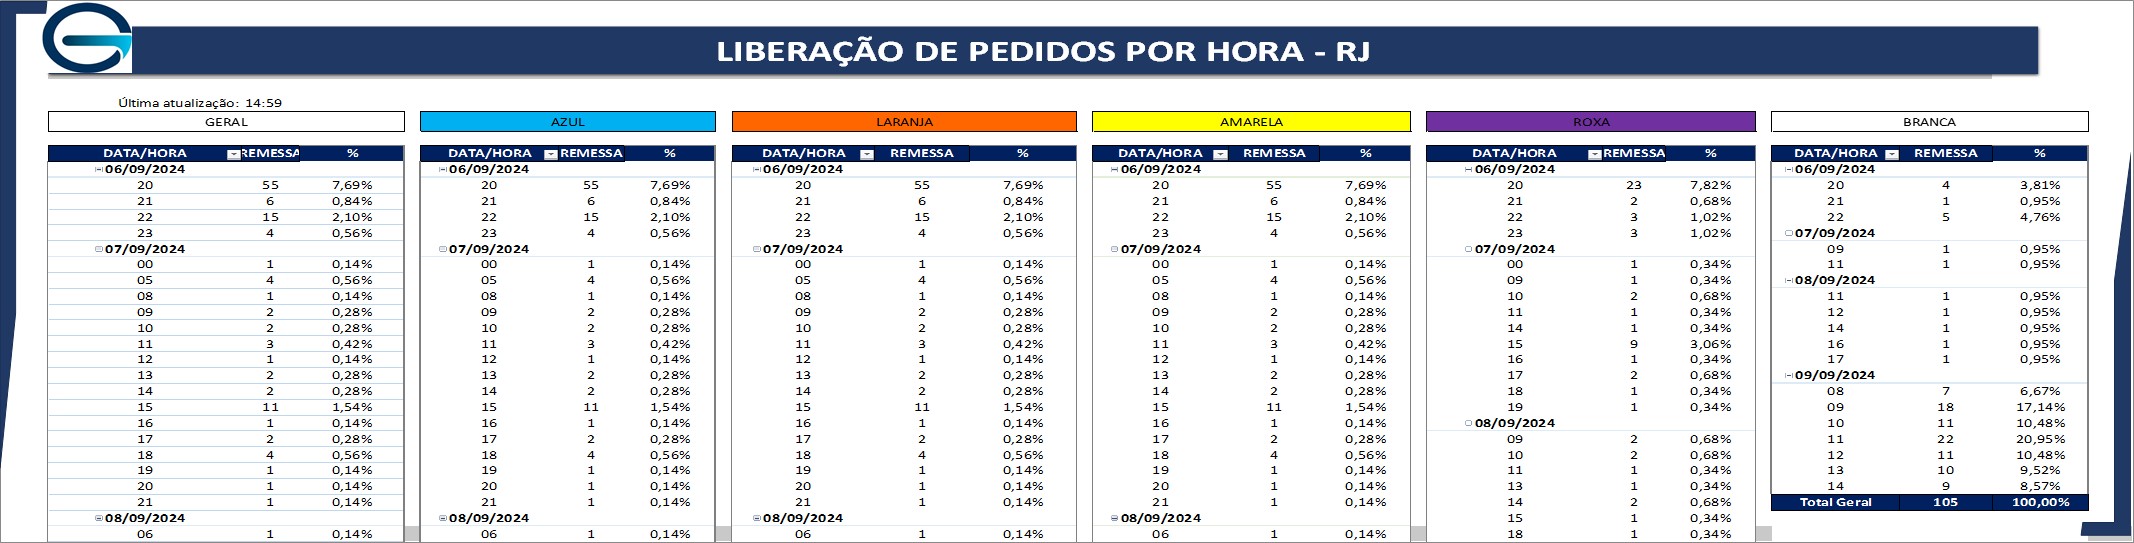 LIBERAÇÃO DE PEDIDOS POR HORA - RJ
Última atualização: 14:59
GERAL
DATA/HORA REMESSA %
06/09/2024
20 55 7,69%
21 6 0,84%
22 15 2,10%
23 4 0,56%
07/09/2024
00 1 0,14%
05 4 0,56%
08 1 0,14%
09 2 0,28%
10 2 0,28%
11 3 0,42%
12 1 0,14%
13 2 0,28%
14 2 0,28%
15 11 1,54%
16 1 0,14%
17 2 0,28%
18 4 0,56%
19 1 0,14%
20 1 0,14%
21 1 0,14%
08/09/2024
06 1 0,14%
AZUL
DATA/HORA REMESSA %
06/09/2024
20 55 7,69%
21 6 0,84%
22 15 2,10%
23 4 0,56%
07/09/2024
00 1 0,14%
05 4 0,56%
08 1 0,14%
09 2 0,28%
10 2 0,28%
11 3 0,42%
12 1 0,14%
13 2 0,28%
14 2 0,28%
15 11 1,54%
16 1 0,14%
17 2 0,28%
18 4 0,56%
19 1 0,14%
20 1 0,14%
21 1 0,14%
08/09/2024
06 1 0,14%
LARANJA
DATA/HORA REMESSA %
06/09/2024
20 55 7,69%
21 6 0,84%
22 15 2,10%
23 4 0,56%
07/09/2024
00 1 0,14%
05 4 0,56%
08 1 0,14%
09 2 0,28%
10 2 0,28%
11 3 0,42%
12 1 0,14%
13 2 0,28%
14 2 0,28%
15 11 1,54%
16 1 0,14%
17 2 0,28%
18 4 0,56%
19 1 0,14%
20 1 0,14%
21 1 0,14%
08/09/2024
06 1 0,14%
AMARELA
DATA/HORA REMESSA %
06/09/2024
20 55 7,69%
21 6 0,84%
22 15 2,10%
23 4 0,56%
07/09/2024
00 1 0,14%
05 4 0,56%
08 1 0,14%
09 2 0,28%
10 2 0,28%
11 3 0,42%
12 1 0,14%
13 2 0,28%
14 2 0,28%
15 11 1,54%
16 1 0,14%
17 2 0,28%
18 4 0,56%
19 1 0,14%
20 1 0,14%
21 1 0,14%
08/09/2024
06 1 0,14%
ROXA
DATA/HORA REMESSA %
06/09/2024
20 23 7,82%
21 2 0,68%
22 3 1,02%
23 3 1,02%
07/09/2024
00 1 0,34%
09 1 0,34%
10 2 0,68%
11 1 0,34%
14 1 0,34%
15 9 3,06%
16 1 0,34%
17 2 0,68%
18 1 0,34%
19 1 0,34%
08/09/2024
09 2 0,68%
10 2 0,68%
11 1 0,34%
13 1 0,34%
14 2 0,68%
15 1 0,34%
18 1 0,34%
BRANCA
DATA/HORA REMESSA %
06/09/2024
20 4 3,81%
21 1 0,95%
22 5 4,76%
07/09/2024
09 1 0,95%
11 1 0,95%
08/09/2024
11 1 0,95%
12 1 0,95%
14 1 0,95%
16 1 0,95%
17 1 0,95%
09/09/2024
08 7 6,67%
09 18 17,14%
10 11 10,48%
11 22 20,95%
12 11 10,48%
13 10 9,52%
14 9 8,57%
Total Geral 105 100,00%